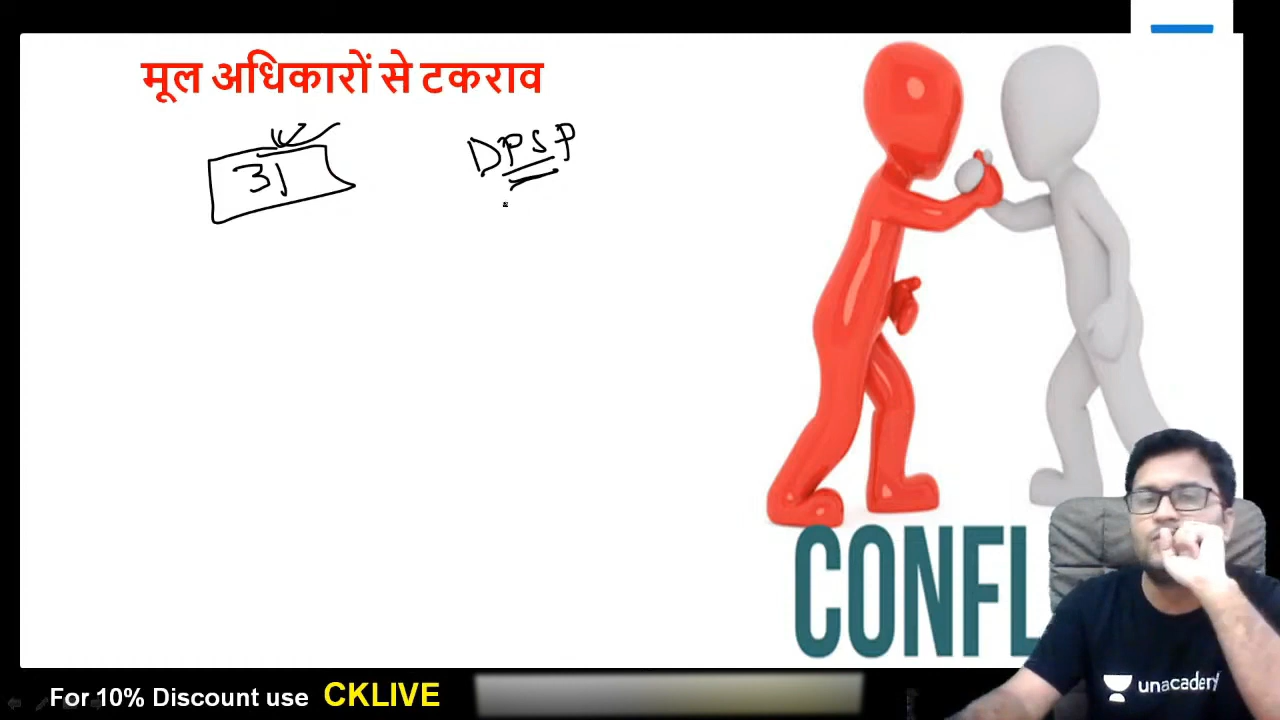 मूल अधिकारों से टकराव
31
DPSP
CONFL
unacademy
For 10% Discount use CKLIVE